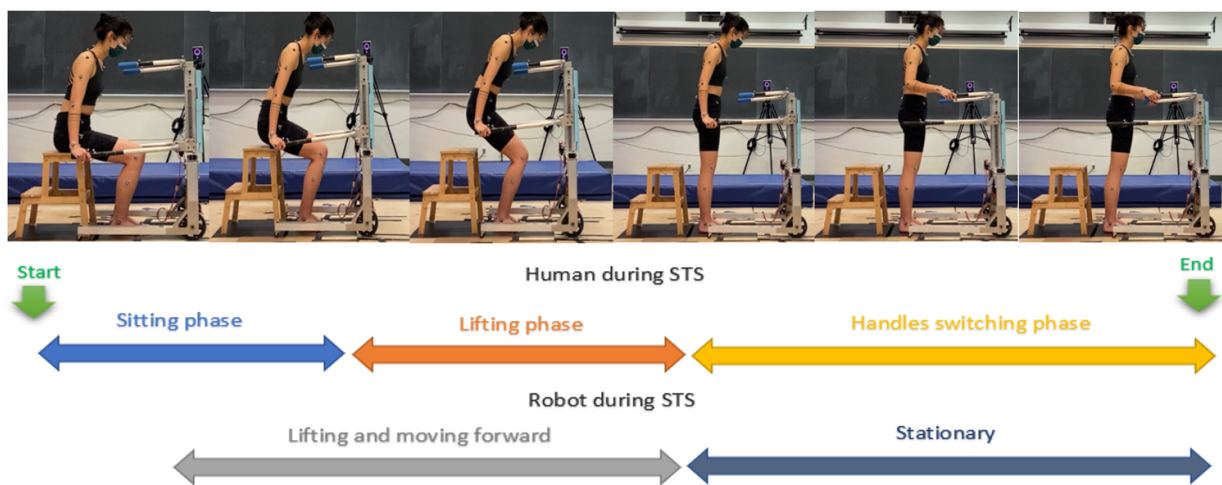 Start
Human during STS
End
Sitting phase
Lifting phase
Handles switching phase
Robot during STS
Lifting and moving forward
Stationary